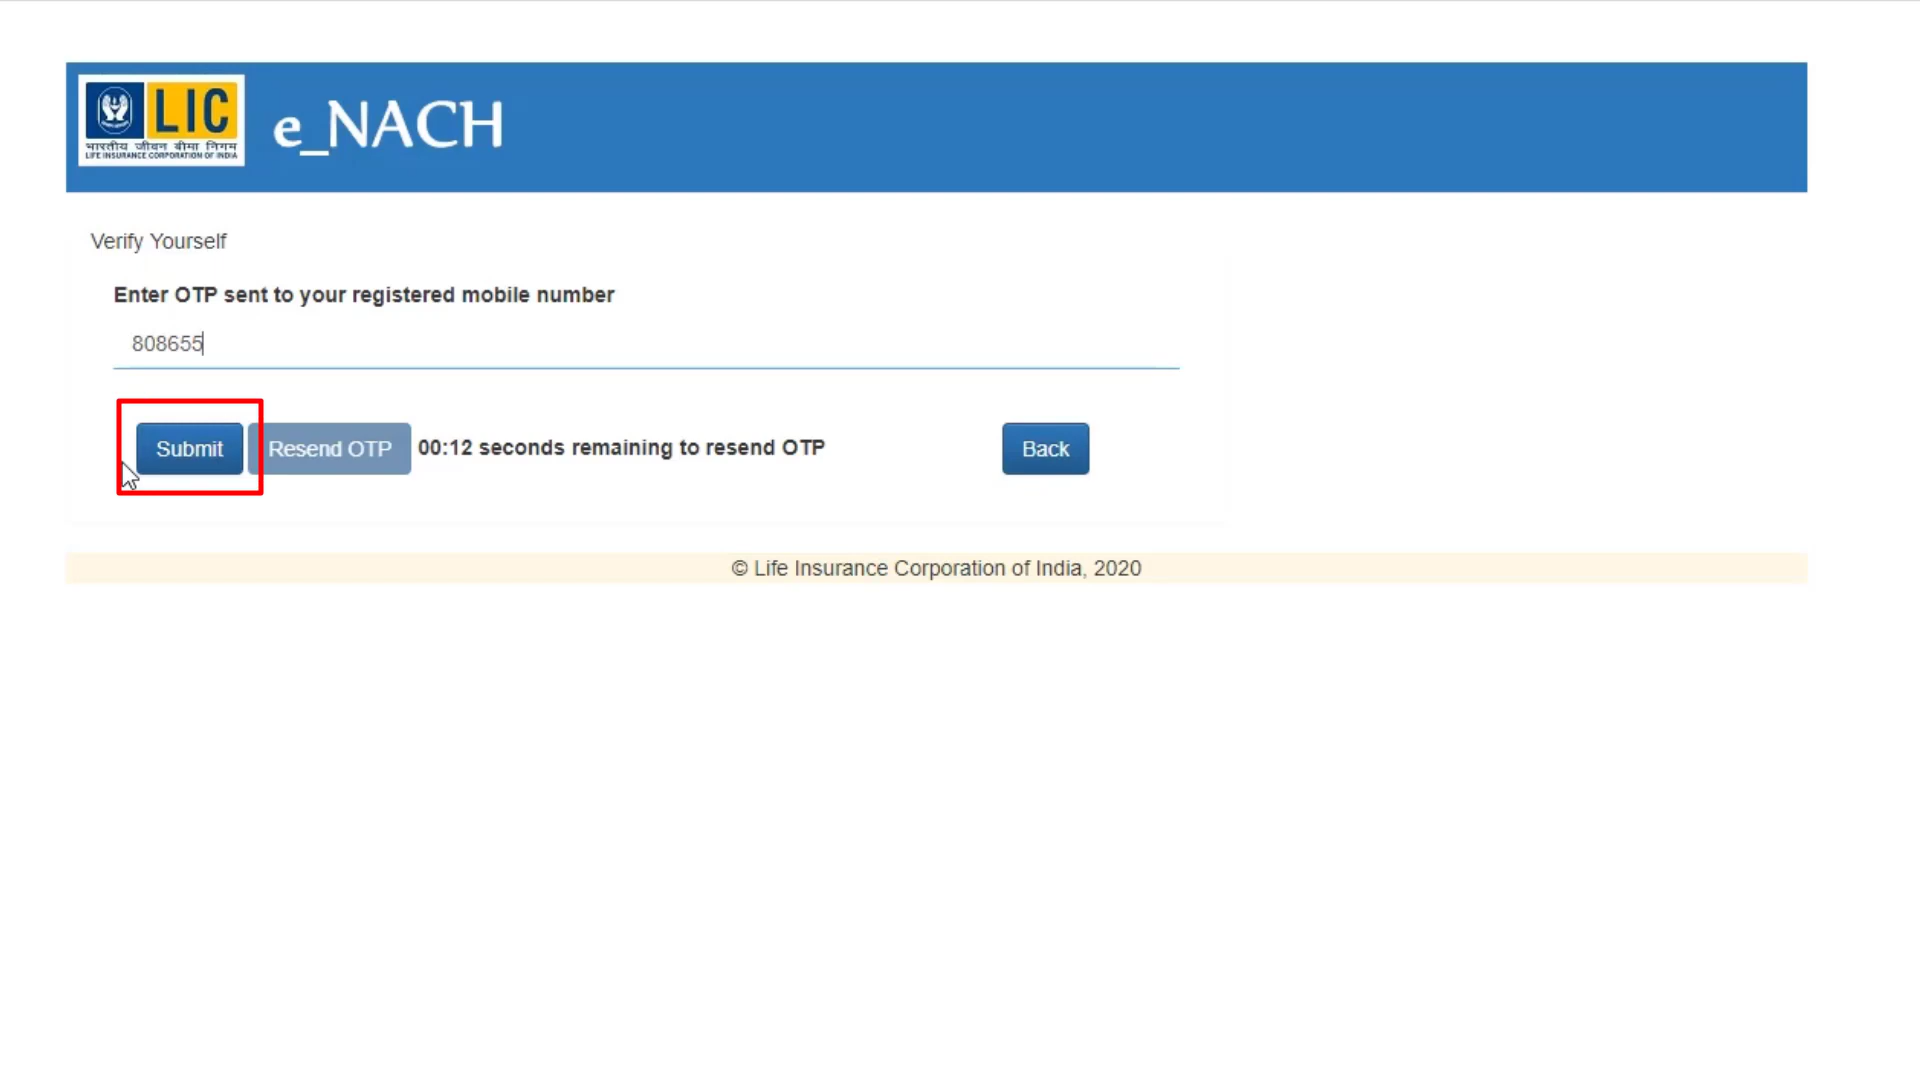 LIC
भारतीय जीवन बीमा निगम
LIFE INSURANCE CORPORATION OF INDIA
e_NACH
Verify Yourself
Enter OTP sent to your registered mobile number
808655
Submit Resend OTP 00:12 seconds remaining to resend OTP Back
© Life Insurance Corporation of India, 2020